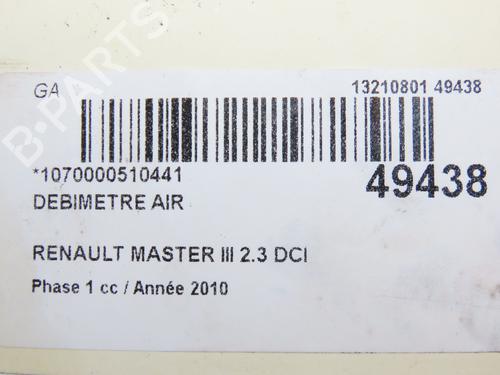 GA
13210801 49438
*1070000510441
49438
DEBIMETRE AIR
RENAULT MASTER III 2.3 DCI
Phase 1 cc / Année 2010
B-PARTS